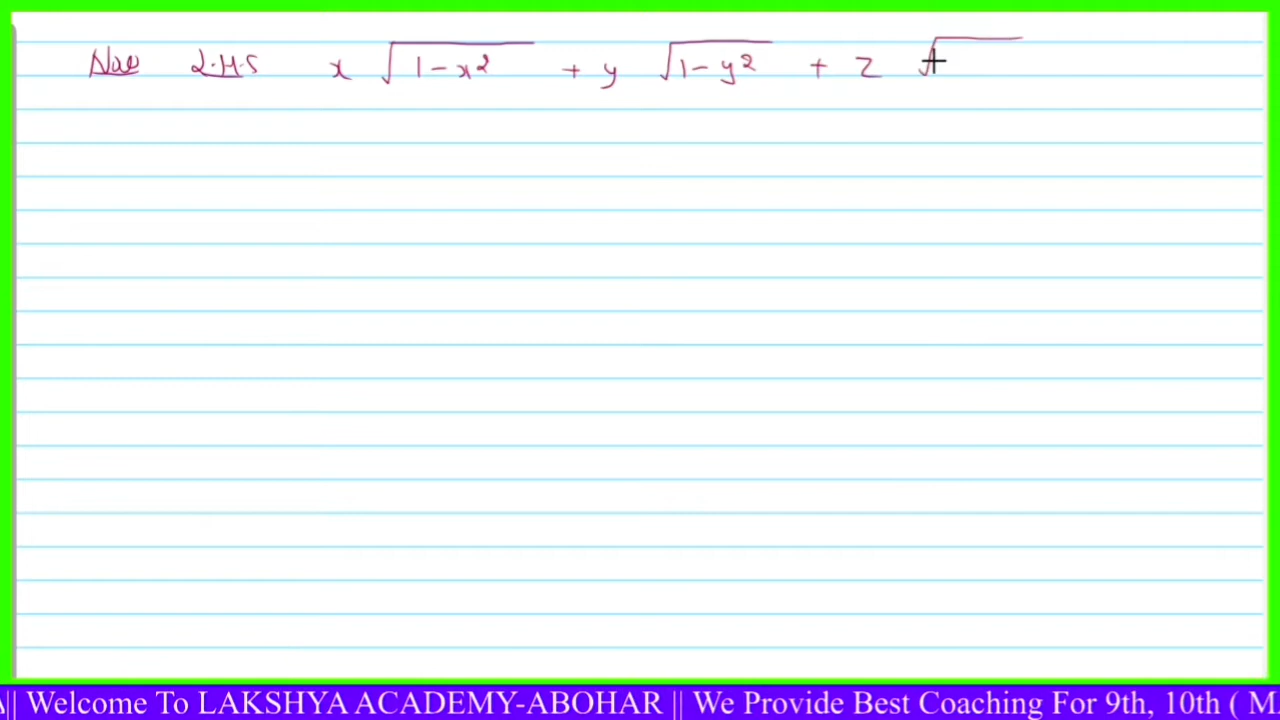 Now L.H.S x √1-x² + y √1-y² + z √
|| Welcome To LAKSHYA ACADEMY-ABOHAR || We Provide Best Coaching For 9th, 10th ( M.